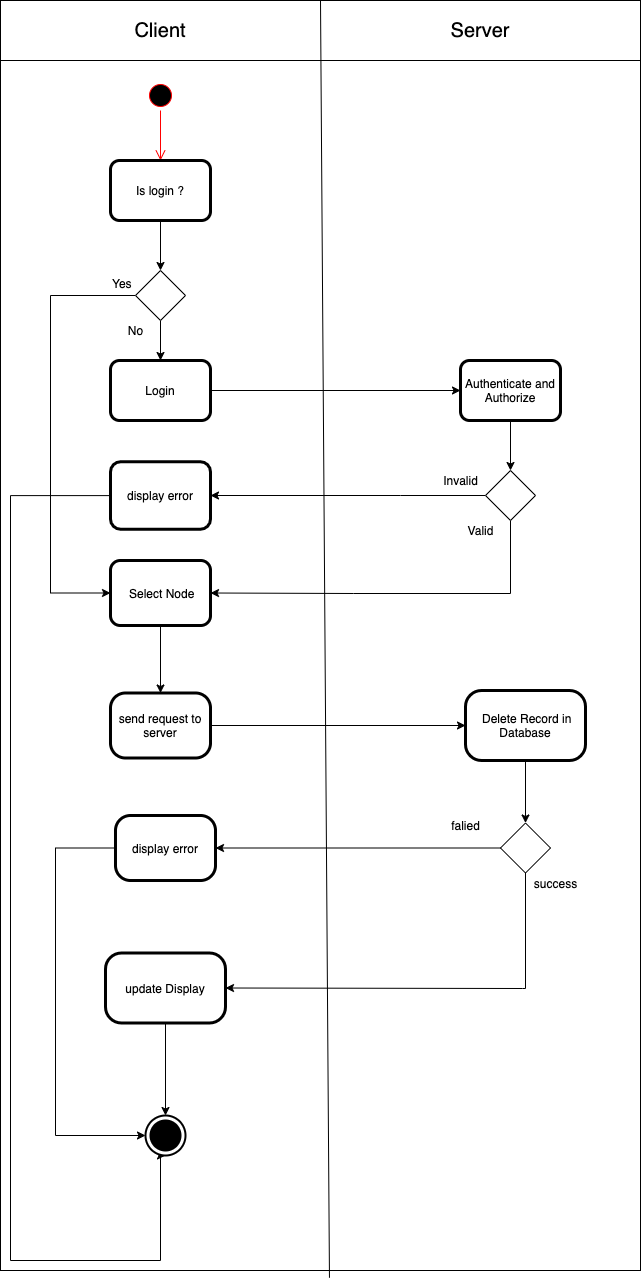 Client
Server
Is login ?
Yes
No
Login
Authenticate and
Authorize
Invalid
display error
Valid
Select Node
send request to
server
Delete Record in
Database
falied
display error
success
update Display